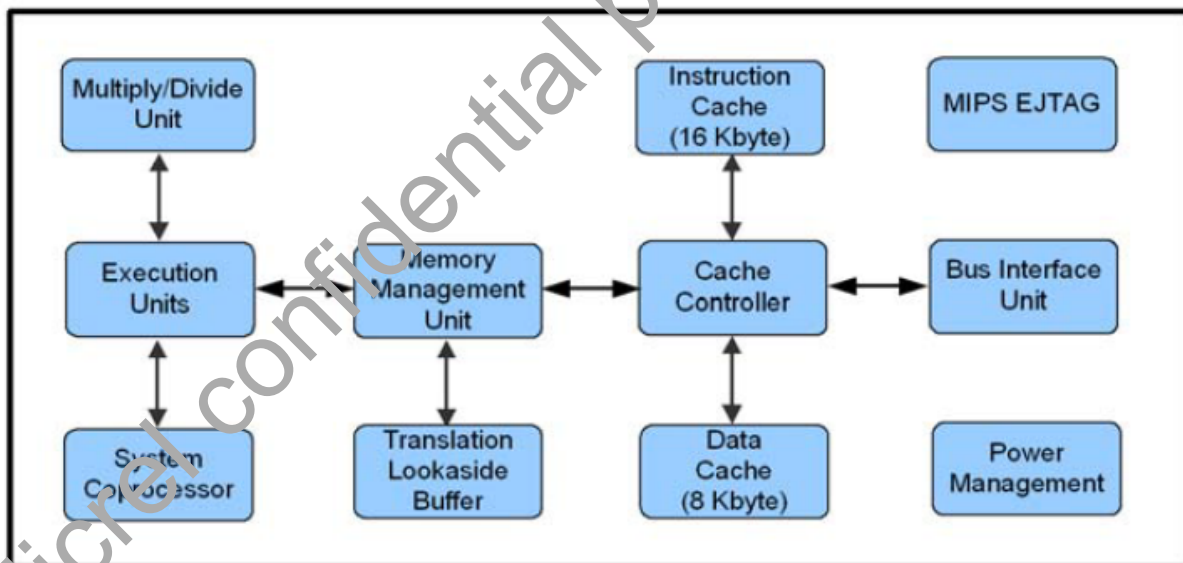 Multiply/Divide
Unit
Instruction
Cache
(16 Kbyte)
MIPS EJTAG
Execution
Units
Memory
Management
Unit
Cache
Controller
Bus Interface
Unit
System
Coprocessor
Translation
Lookaside
Buffer
Data
Cache
(8 Kbyte)
Power
Management
confidential